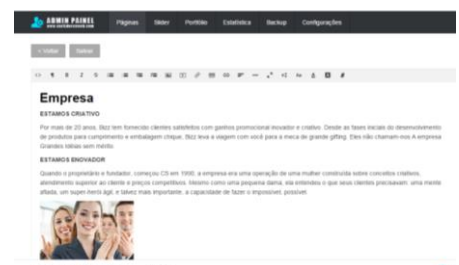 ADMIN PAINEL
Páginas Slider Portfólio Estatística Backup Configurações
< Voltar Salvar
Empresa
ESTAMOS CRIATIVO
Por mais de 20 anos, Bizz tem fornecido clientes satisfeitos com ganhos promocional inovador e criativo. Desde as fases iniciais do desenvolvimento
de produtos para cumprimento e embalagem chique, Bizz leva a viagem com você para a meca de grande gifting. Eles não chamam-nos A empresa
Grandes Idéias sem mérito.
ESTAMOS ENOVADOR
Quando o proprietário e fundador, começou CS em 1990, a empresa era uma operação de uma mulher construída sobre conceitos criativos,
atendimento superior ao cliente e preços competitivos. Mesmo como uma pequena dama, ela entendeu o que seus clientes precisavam: uma mente
afiada, um super-herói ágil, e talvez mais importante, a capacidade de fazer o impossível, possível.